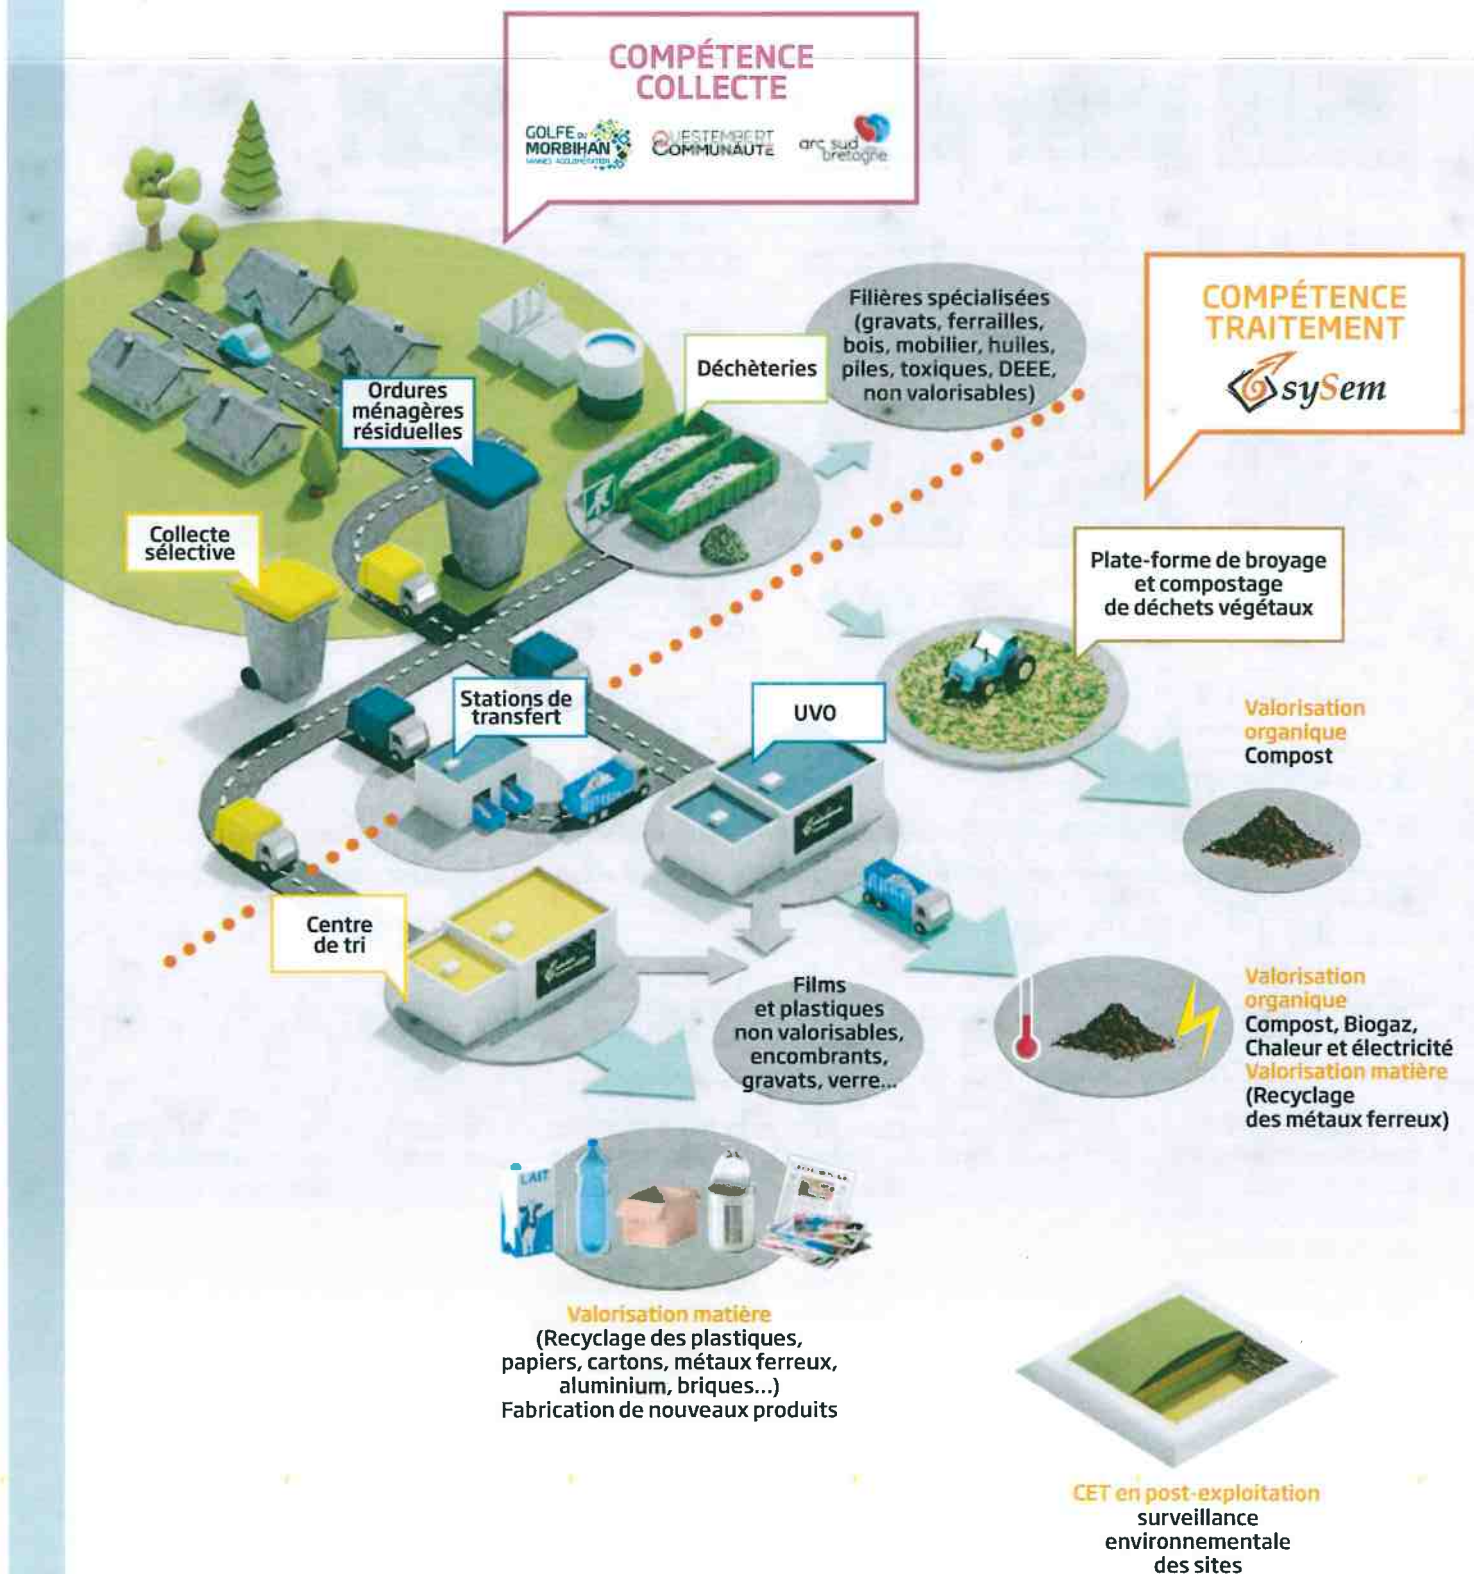 COMPÉTENCE
COLLECTE
GOLFE DU
MORBIHAN
VANNES AGGLOMÉRATION
QUESTEMBERT
COMMUNAUTÉ
arc sud
bretagne
Filières spécialisées
(gravats, ferrailles,
bois, mobilier, huiles,
piles, toxiques, DEEE,
non valorisables)
COMPÉTENCE
TRAITEMENT
sySem
Déchèteries
Ordures
ménagères
résiduelles
Collecte
sélective
Plate-forme de broyage
et compostage
de déchets végétaux
Stations de
transfert
UVO
Valorisation
organique
Compost
Centre
de tri
Films
et plastiques
non valorisables,
encombrants,
gravats, verre...
Valorisation
organique
Compost, Biogaz,
Chaleur et électricité
Valorisation matière
(Recyclage
des métaux ferreux)
LAIT
JOURNAL
Valorisation matière
(Recyclage des plastiques,
papiers, cartons, métaux ferreux,
aluminium, briques...)
Fabrication de nouveaux produits
CET en post-exploitation
surveillance
environnementale
des sites